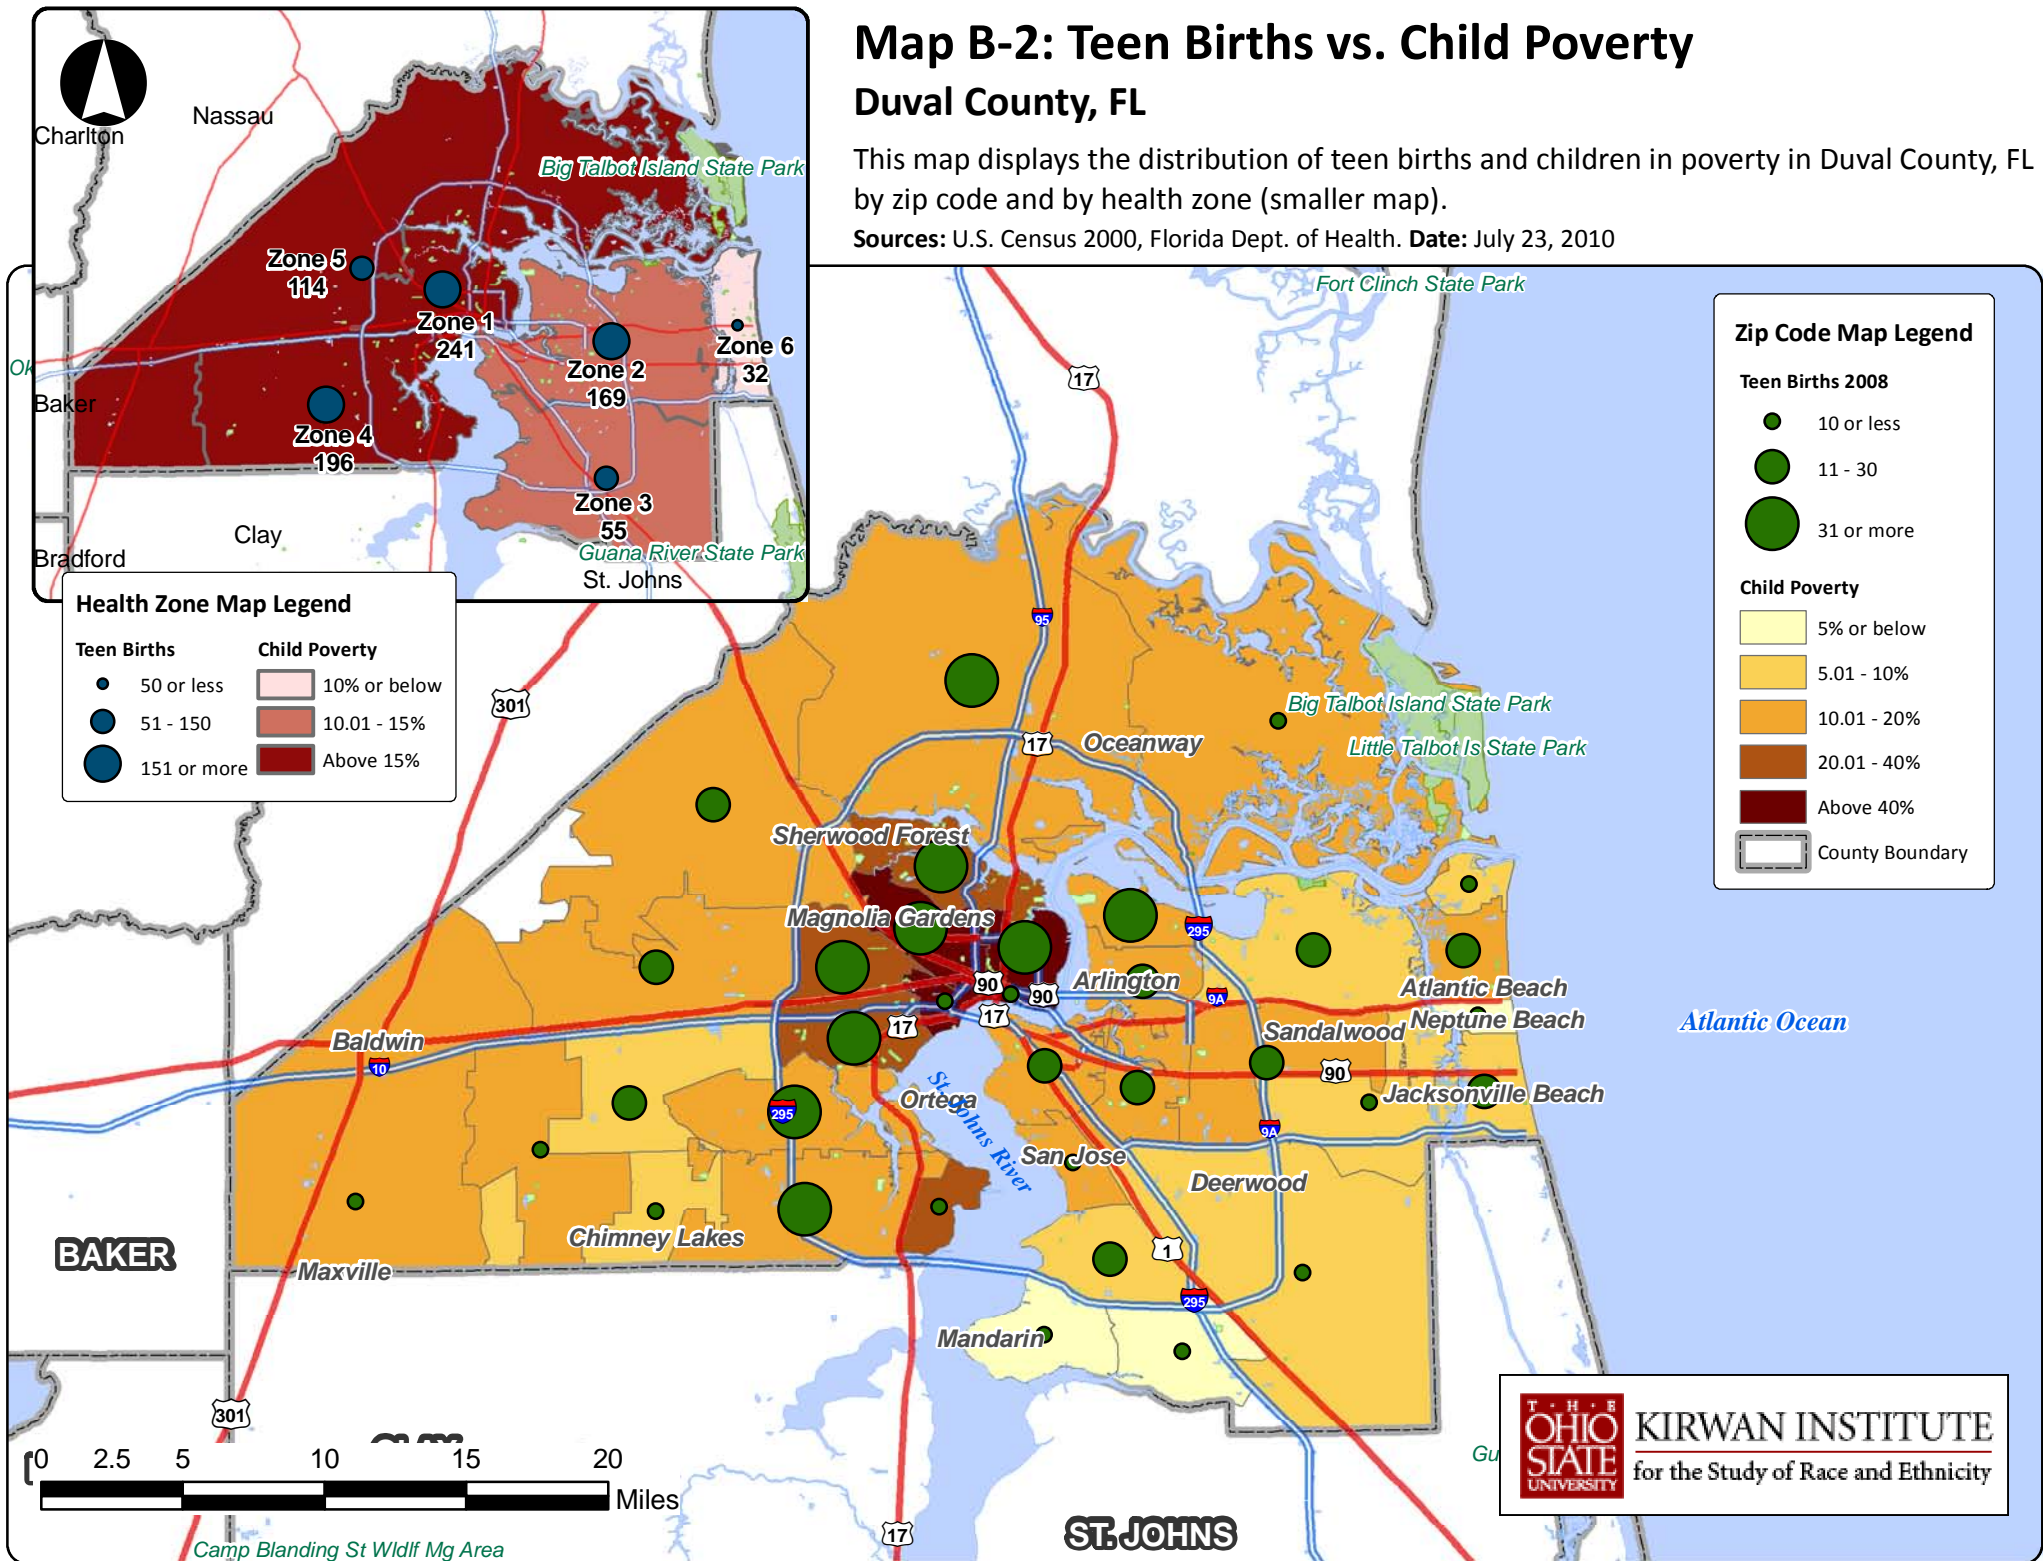 Map B-2: Teen Births vs. Child Poverty
Duval County, FL
This map displays the distribution of teen births and children in poverty in Duval County, FL
by zip code and by health zone (smaller map).
Sources: U.S. Census 2000, Florida Dept. of Health. Date: July 23, 2010
Nassau
Charlton
Big Talbot Island State Park
Zone 5
114
Zone 1
241
Zone 2
169
Zone 6
32
Baker
Zone 4
196
Zone 3
55
Clay
Bradford
Guana River State Park
St. Johns
Health Zone Map Legend
Teen Births
Child Poverty
50 or less
10% or below
51 - 150
10.01 - 15%
151 or more
Above 15%
Zip Code Map Legend
Teen Births 2008
10 or less
11 - 30
31 or more
Child Poverty
5% or below
5.01 - 10%
10.01 - 20%
20.01 - 40%
Above 40%
County Boundary
Fort Clinch State Park
17
95
301
Big Talbot Island State Park
17
Oceanway
Little Talbot Is State Park
Sherwood Forest
Magnolia Gardens
295
90
90
Arlington
9A
Atlantic Beach
17
17
Sandalwood
Neptune Beach
Atlantic Ocean
Baldwin
10
90
Jacksonville Beach
295
Ortega
St. Johns River
9A
San Jose
Deerwood
Chimney Lakes
BAKER
Maxville
1
295
Mandarin
301
CLAY
0 2.5 5 10 15 20
Miles
17
ST. JOHNS
Camp Blanding St Wldlf Mg Area
Gu
T · H · E
OHIO
STATE
UNIVERSITY
KIRWAN INSTITUTE
for the Study of Race and Ethnicity